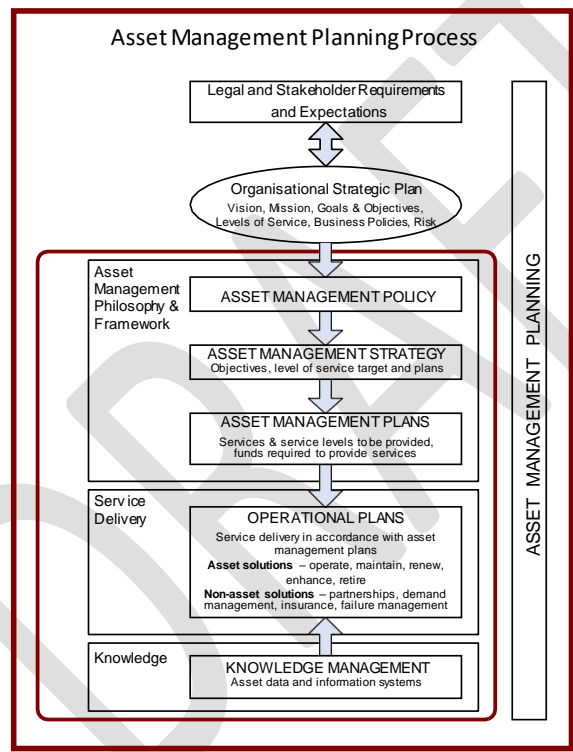 Asset Management Planning Process
Legal and Stakeholder Requirements
and Expectations
Organisational Strategic Plan
Vision, Mission, Goals & Objectives,
Levels of Service, Business Policies, Risk
Asset
Management
Philosophy &
Framework
ASSET MANAGEMENT POLICY
ASSET MANAGEMENT STRATEGY
Objectives, level of service target and plans
ASSET MANAGEMENT PLANS
Services & service levels to be provided,
funds required to provide services
Service
Delivery
OPERATIONAL PLANS
Service delivery in accordance with asset
management plans
Asset solutions – operate, maintain, renew,
enhance, retire
Non-asset solutions – partnerships, demand
management, insurance, failure management
Knowledge
KNOWLEDGE MANAGEMENT
Asset data and information systems
ASSET MANAGEMENT PLANNING
DRAFT